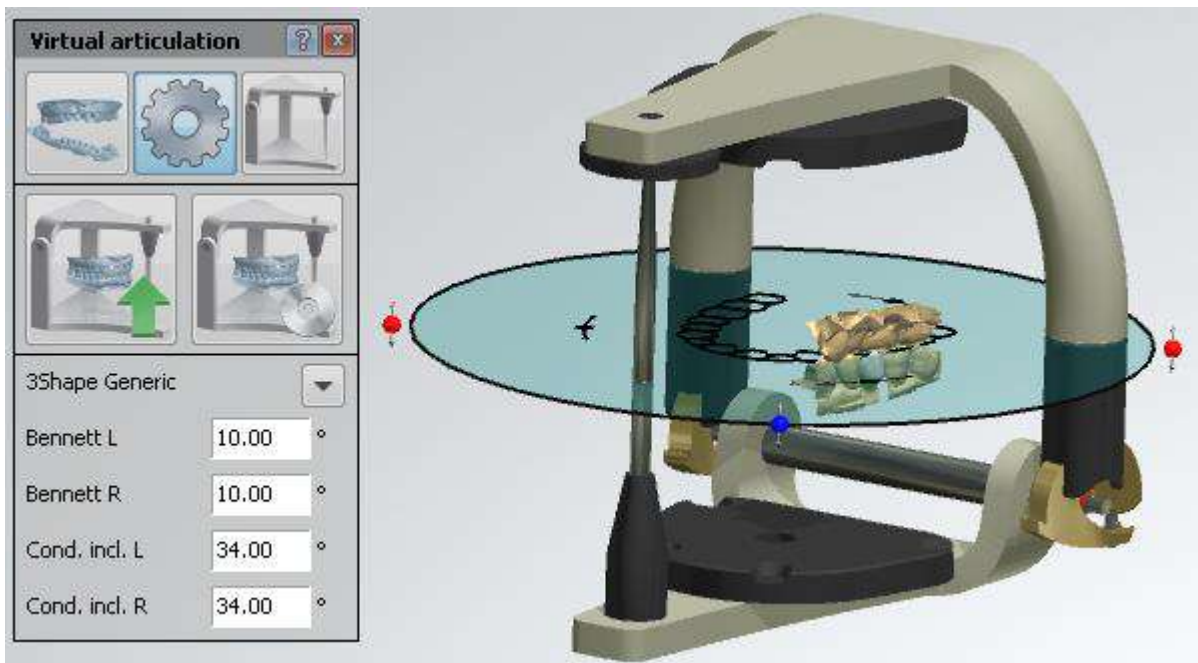 Virtual articulation
?
3Shape Generic
Bennett L 10.00 °
Bennett R 10.00 °
Cond. incl. L 34.00 °
Cond. incl. R 34.00 °